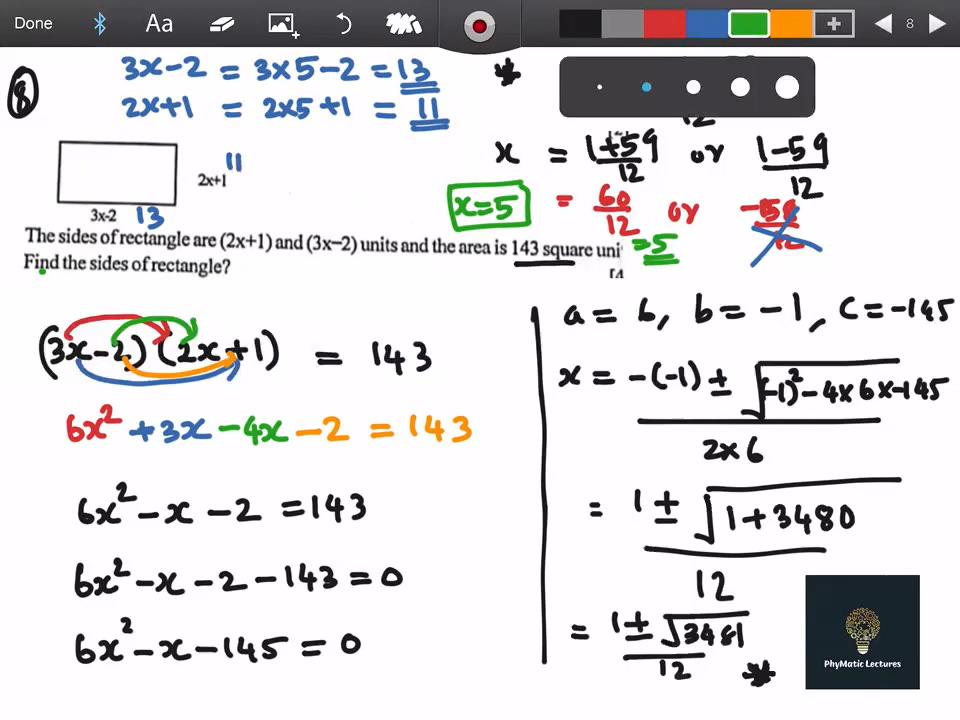 Done Aa 8
8
3x-2 = 3x5-2 = 13
2x+1 = 2x5+1 = 11
12
x = 1+59/12 or 1-59/12
x=5 = 60/12 or -58/12
= 5
2x+1 11
3x-2 13
The sides of rectangle are (2x+1) and (3x−2) units and the area is 143 square uni
Find the sides of rectangle?
[4
(3x-2) (2x+1) = 143
6x² +3x -4x -2 = 143
6x² -x -2 = 143
6x² -x -2 -143 = 0
6x² -x -145 = 0
a = 6, b = -1, c = -145
x = -(-1) ± √(-1)² -4x6x-145 / 2x6
= 1 ± √1+3480 / 12
= 1 ± √3481 / 12
PhyMatic Lectures